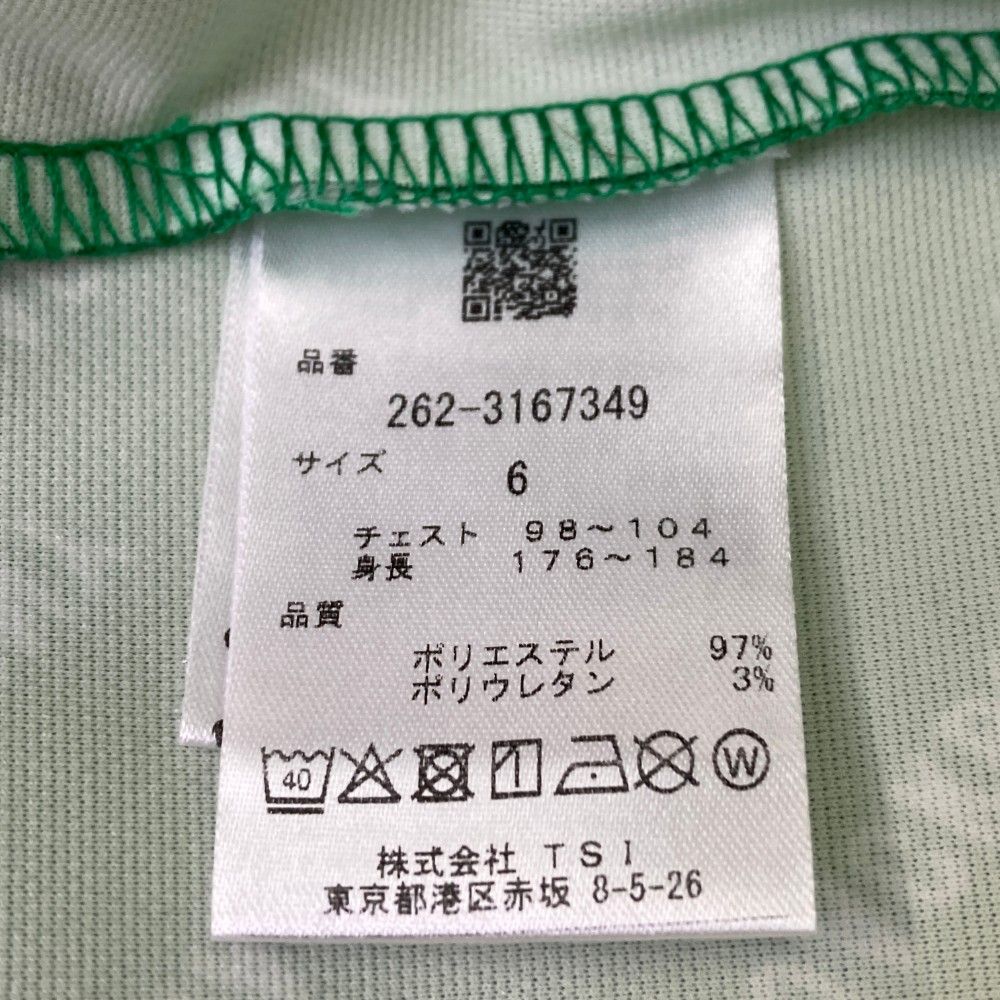 品番
262-3167349
サイズ
6
チェスト 98～104
身長 176～184
品質
ポリエステル 97%
ポリウレタン 3%
40 W
株式会社 TSI
東京都港区赤坂 8-5-26